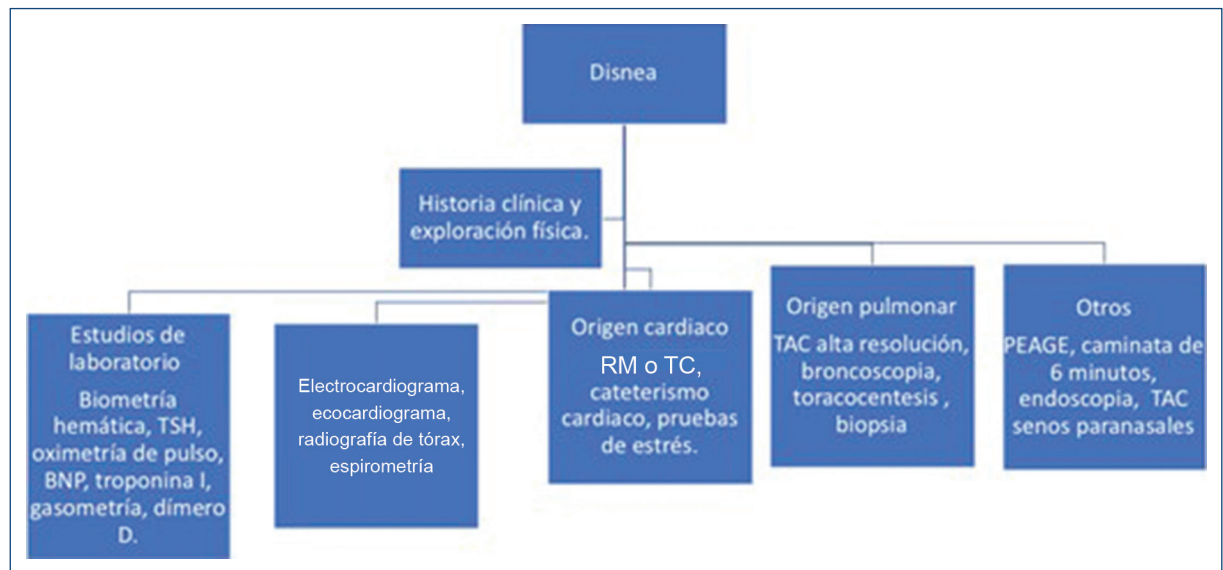 Disnea
Historia clínica y
exploración física.
Estudios de
laboratorio
Biometría
hemática, TSH,
oximetría de pulso,
BNP, troponina I,
gasometría, dímero
D.
Electrocardiograma,
ecocardiograma,
radiografía de tórax,
espirometría
Origen cardiaco
RM o TC,
cateterismo
cardiaco, pruebas
de estrés.
Origen pulmonar
TAC alta resolución,
broncoscopia,
toracocentesis ,
biopsia
Otros
PEAGE, caminata de
6 minutos,
endoscopia, TAC
senos paranasales